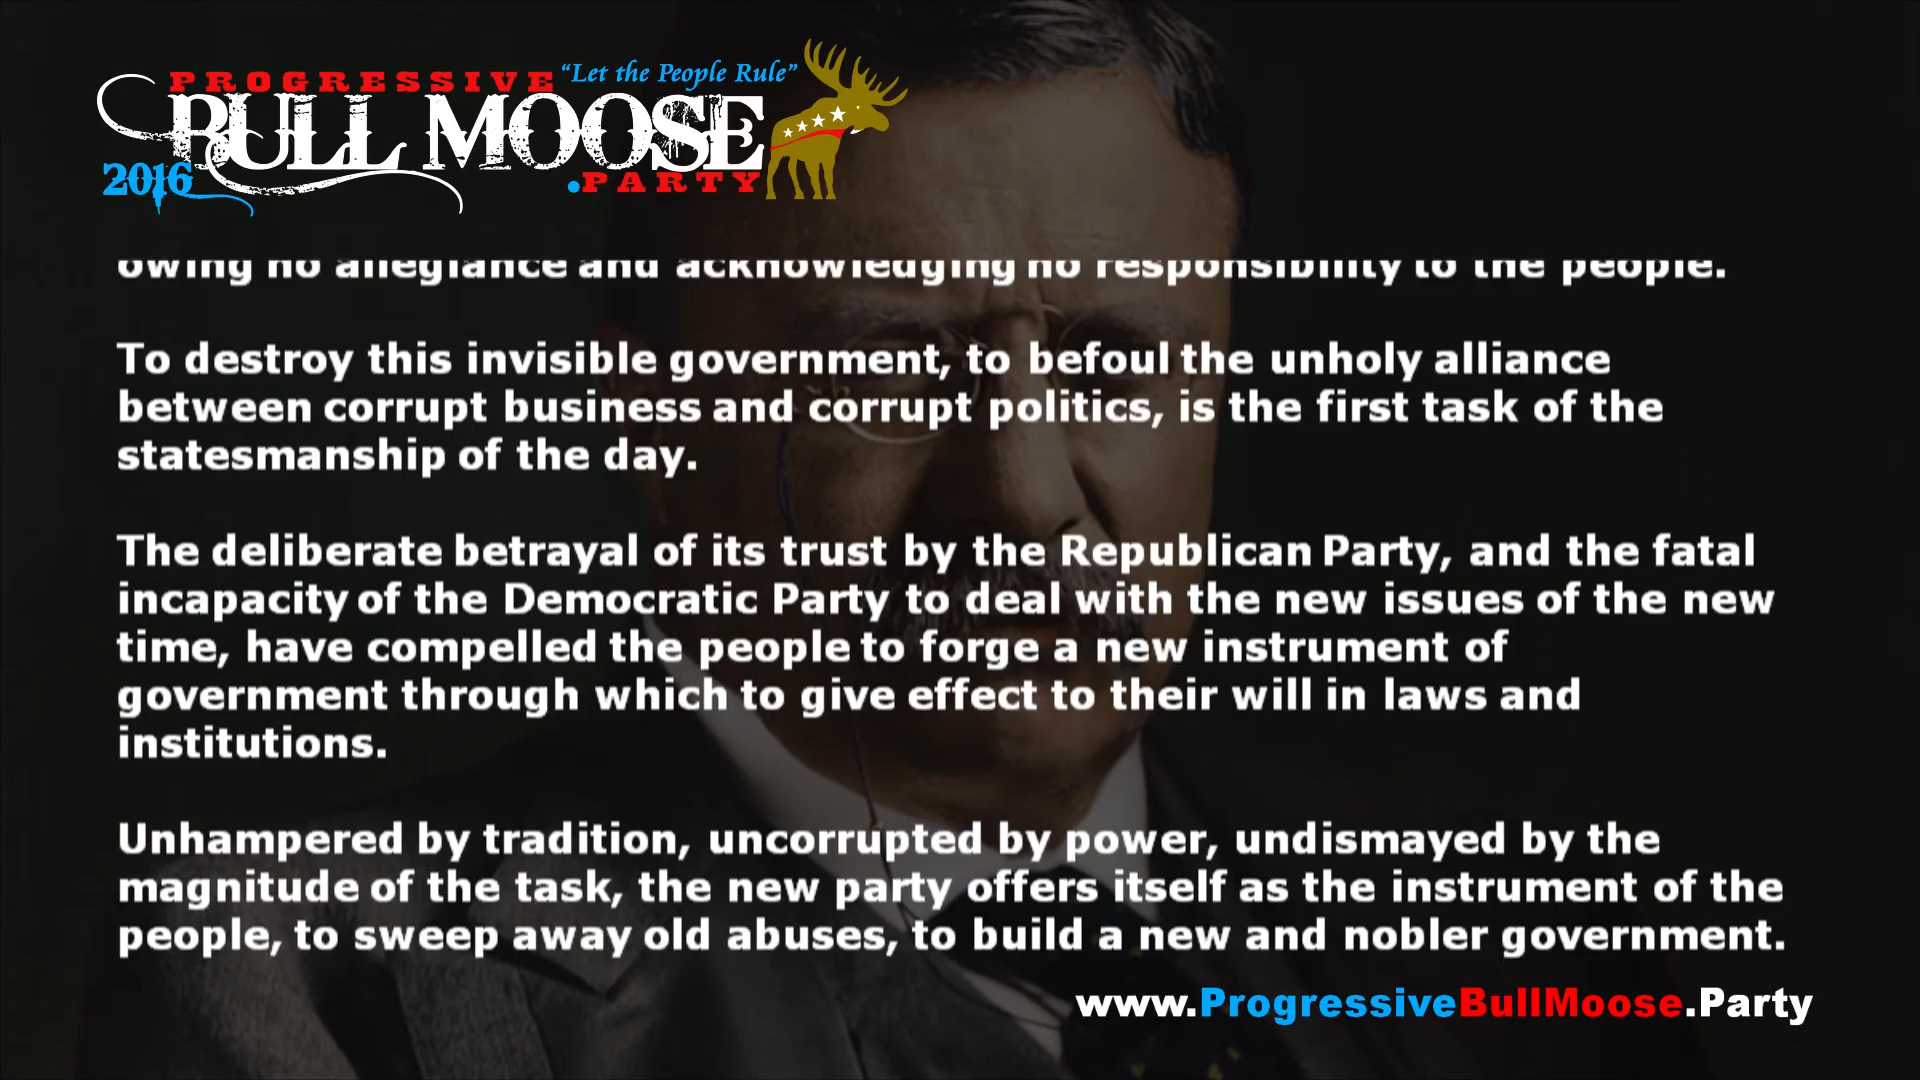 PROGRESSIVE "Let the People Rule"
BULL MOOSE
2016 .PARTY
owing no allegiance and acknowledging no responsibility to the people.
To destroy this invisible government, to befoul the unholy alliance
between corrupt business and corrupt politics, is the first task of the
statesmanship of the day.
The deliberate betrayal of its trust by the Republican Party, and the fatal
incapacity of the Democratic Party to deal with the new issues of the new
time, have compelled the people to forge a new instrument of
government through which to give effect to their will in laws and
institutions.
Unhampered by tradition, uncorrupted by power, undismayed by the
magnitude of the task, the new party offers itself as the instrument of the
people, to sweep away old abuses, to build a new and nobler government.
www.ProgressiveBullMoose.Party